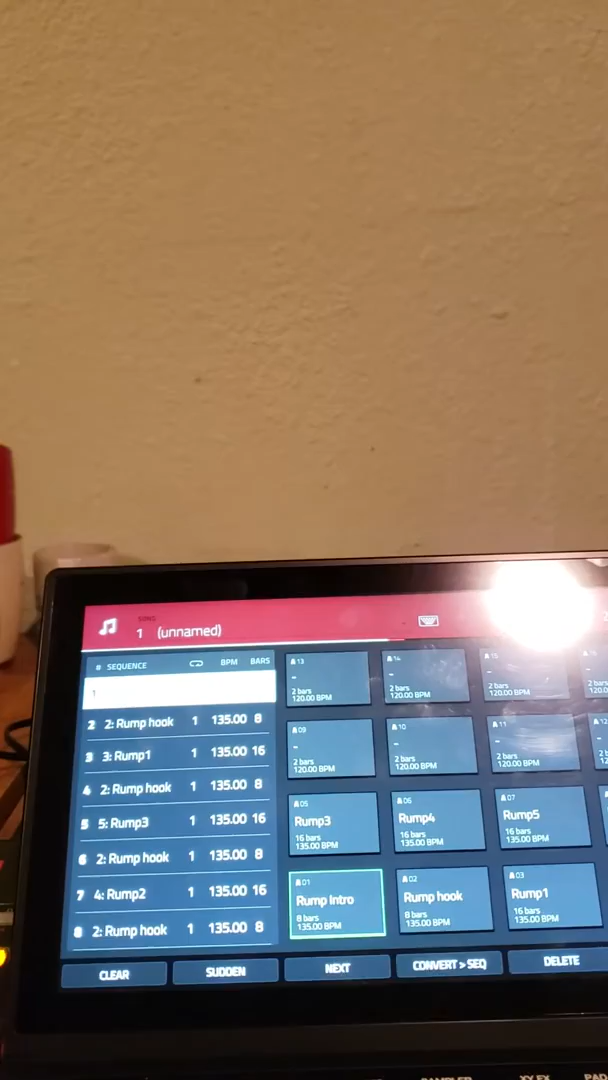 SONG
1 (unnamed)
# SEQUENCE BPM BARS
1
2 2: Rump hook 1 135.00 8
3 3: Rump1 1 135.00 16
4 2: Rump hook 1 135.00 8
5 5: Rump3 1 135.00 16
6 2: Rump hook 1 135.00 8
7 4: Rump2 1 135.00 16
8 2: Rump hook 1 135.00 8
13
-
2 bars
120.00 BPM
14
-
2 bars
120.00 BPM
15
-
2 bars
120.00 BPM
09
-
2 bars
120.00 BPM
10
-
2 bars
120.00 BPM
11
-
2 bars
120.00 BPM
05
Rump3
16 bars
135.00 BPM
06
Rump4
16 bars
135.00 BPM
07
Rump5
16 bars
135.00 BPM
01
Rump Intro
8 bars
135.00 BPM
02
Rump hook
8 bars
135.00 BPM
03
Rump1
16 bars
135.00 BPM
CLEAR SUDDEN NEXT CONVERT > SEQ DELETE
SAMPLER XY FX PAD